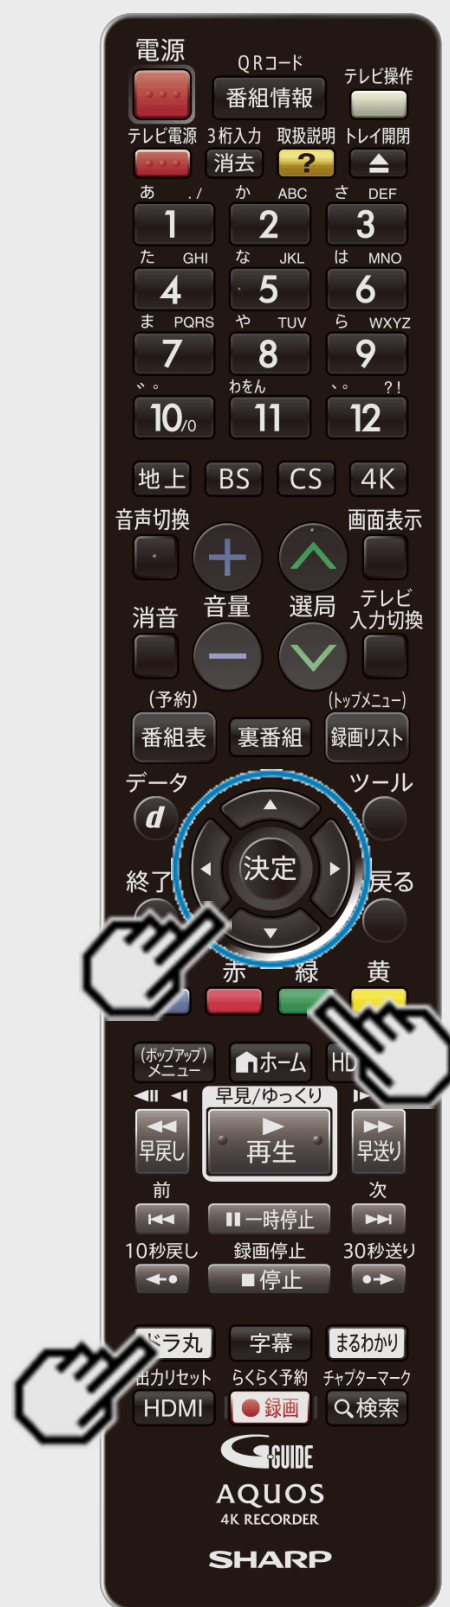 電源
QRコード
テレビ操作
番組情報
テレビ電源 3桁入力 取扱説明 トレイ開閉
消去 ?
あ ./ か ABC さ DEF
1 2 3
た GHI な JKL は MNO
4 5 6
ま PQRS や TUV ら WXYZ
7 8 9
゛゜ わをん 、。 ?!
10/0 11 12
地上 BS CS 4K
音声切換 画面表示
+
消音 音量 選局 テレビ
入力切換
−
(予約) (トップメニュー)
番組表 裏番組 録画リスト
データ ツール
d
決定
終了 戻る
赤 緑 黄
(ポップアップ)
メニュー ホーム HD
早見/ゆっくり
早戻し 再生 早送り
前 次
一時停止
10秒戻し 録画停止 30秒送り
停止
ドラ丸 字幕 まるわかり
出力リセット らくらく予約 チャプターマーク
HDMI 録画 検索
G-GUIDE
AQUOS
4K RECORDER
SHARP